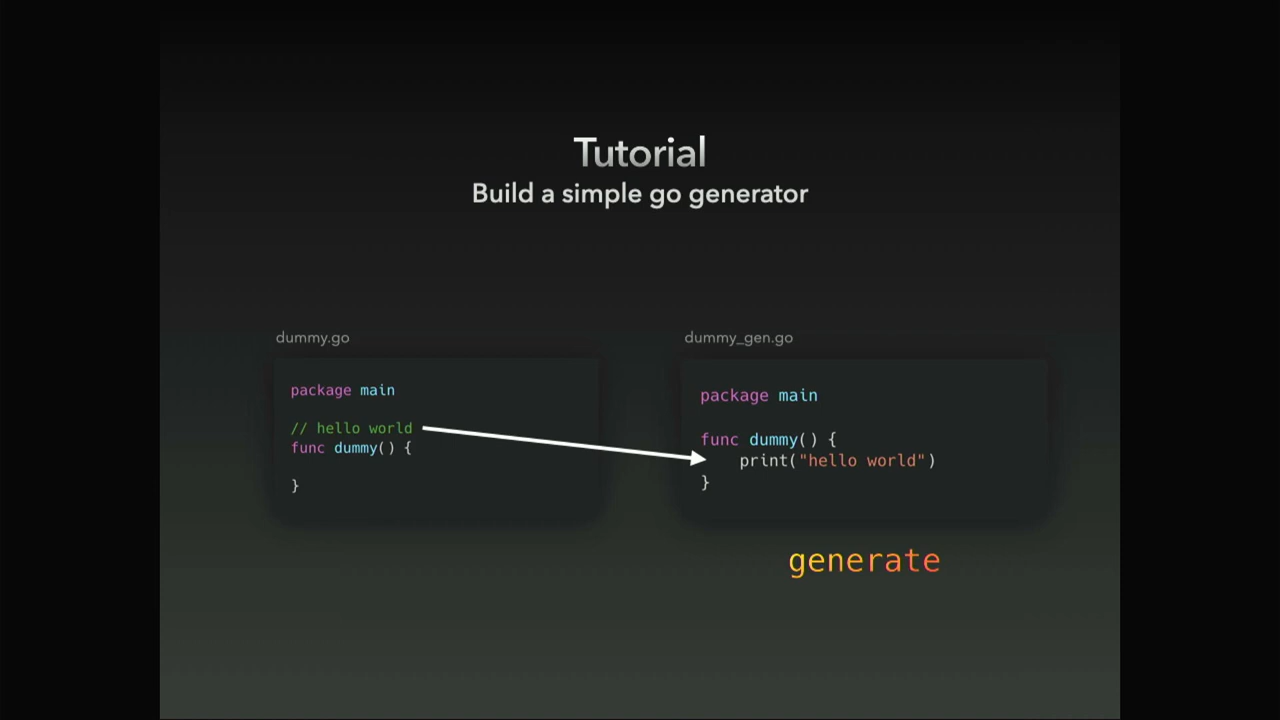 Tutorial
Build a simple go generator
dummy.go
package main
// hello world
func dummy() {
}
dummy_gen.go
package main
func dummy() {
print("hello world")
}
generate